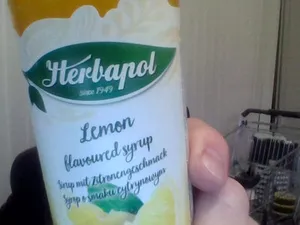 Herbapol
since 1949
Lemon
flavoured syrup
Sirup mit Zitronengeschmack
Syrop o smaku cytrynowym